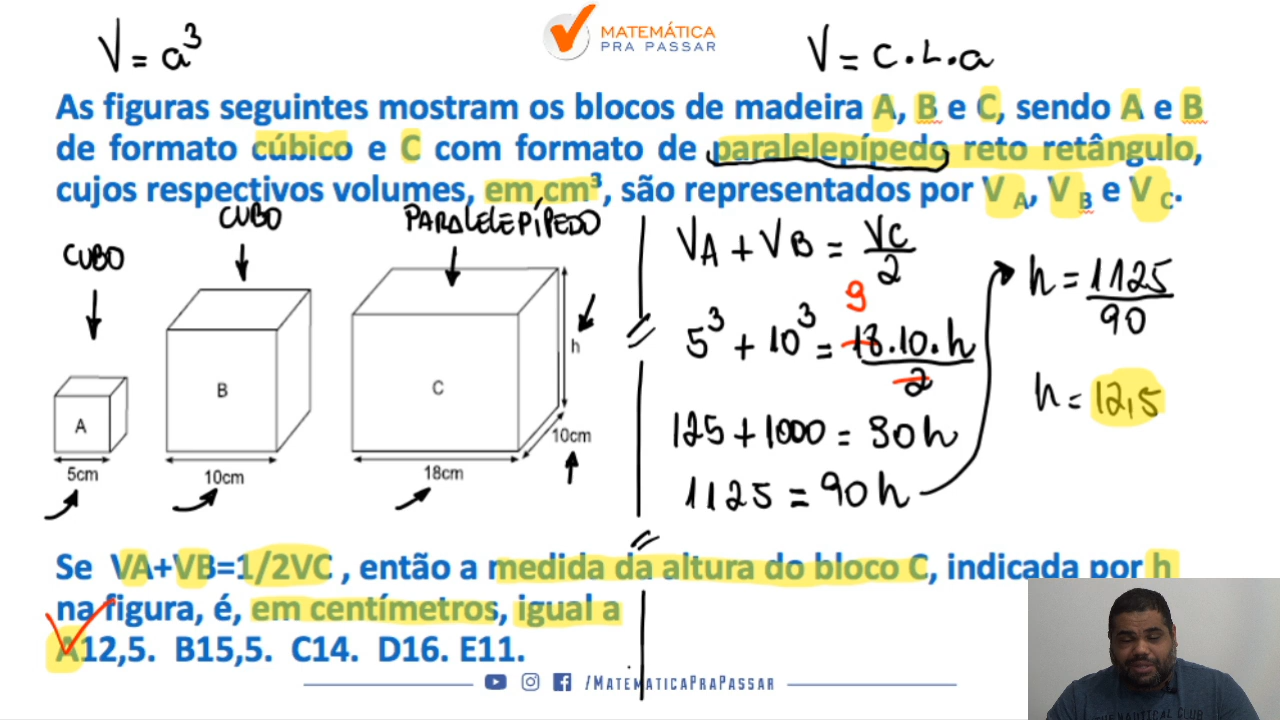 MATEMÁTICA
PRA PASSAR
V = a³
V = C.L.a
As figuras seguintes mostram os blocos de madeira A, B e C, sendo A e B
de formato cúbico e C com formato de paralelepípedo reto retângulo,
cujos respectivos volumes, em cm³, são representados por V A, V B e V C.
CUBO
CUBO
PARALELEPÍPEDO
A
B
C
h
5cm
10cm
18cm
10cm
VA + VB = VC/2
9
5³ + 10³ = 18.10.h/2
125 + 1000 = 90h
1125 = 90h
h = 1125/90
h = 12,5
Se VA+VB=1/2VC , então a medida da altura do bloco C, indicada por h
na figura, é, em centímetros, igual a
A12,5. B15,5. C14. D16. E11.
/MATEMATICAPRAPASSAR